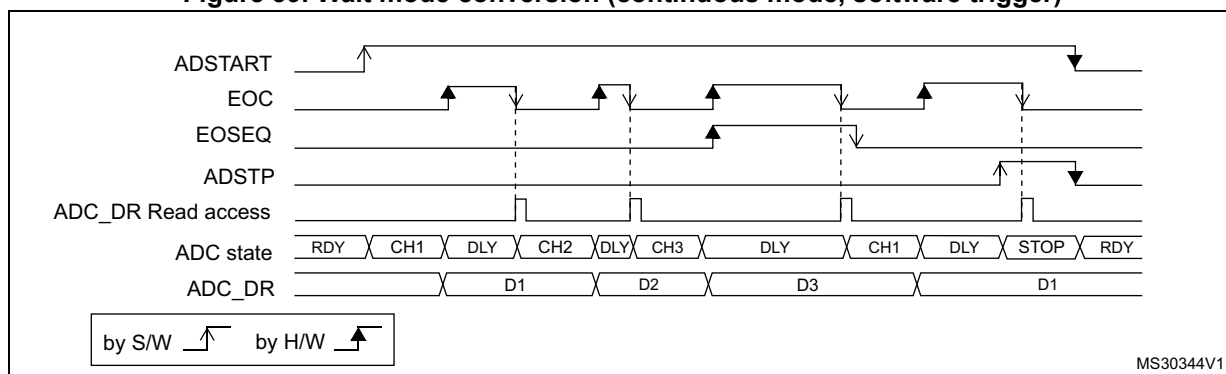 Figure 30. Wait mode conversion (continuous mode, software trigger)
ADSTART
EOC
EOSEQ
ADSTP
ADC_DR Read access
ADC state RDY CH1 DLY CH2 DLY CH3 DLY CH1 DLY STOP RDY
ADC_DR D1 D2 D3 D1
by S/W by H/W
MS30344V1